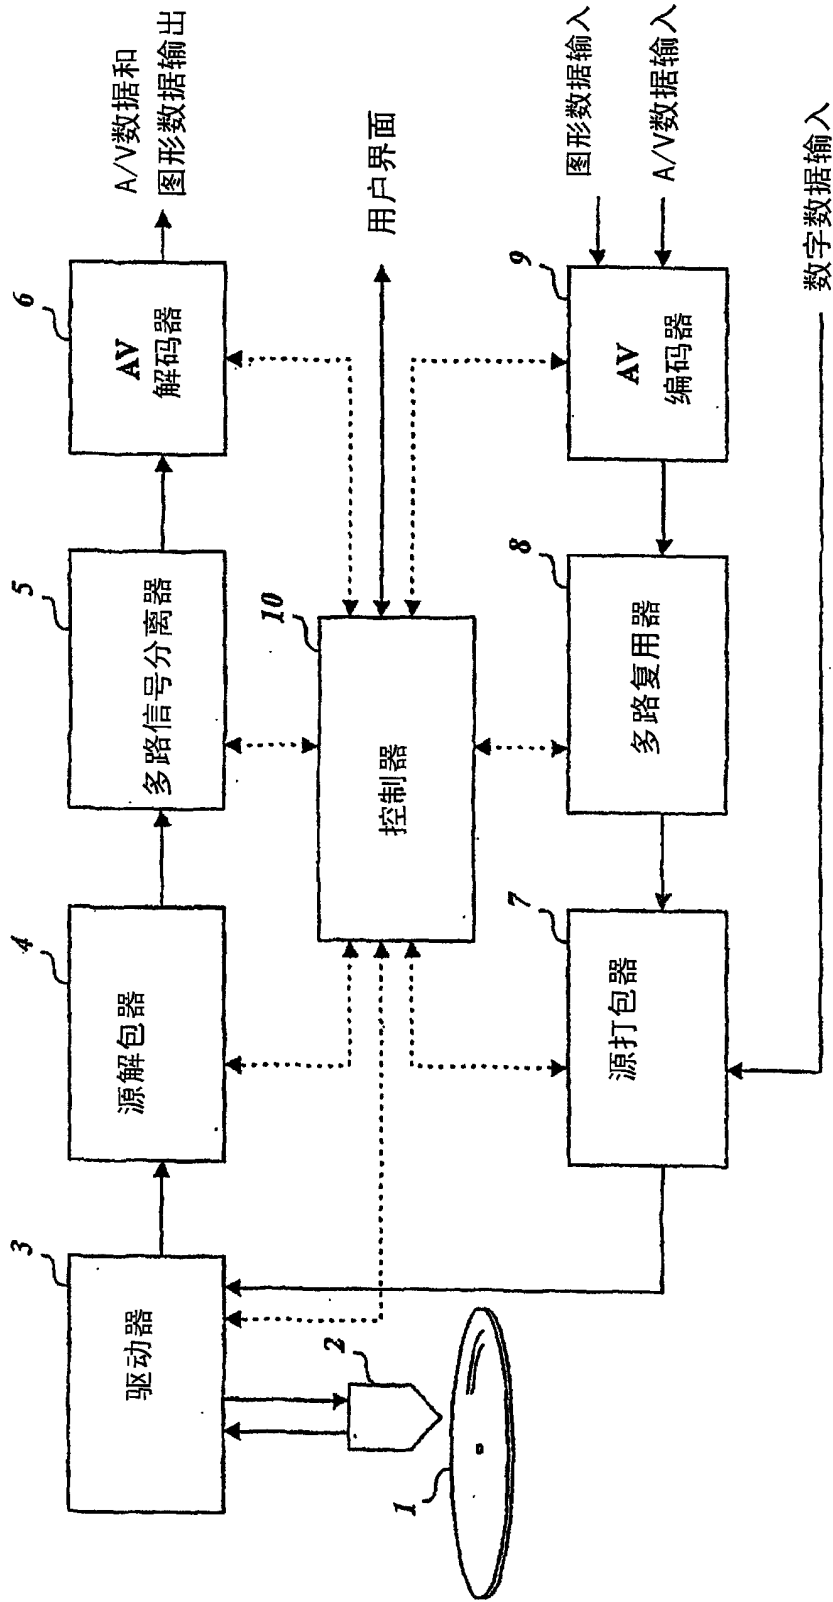 3
驱动器
4
源解包器
5
多路信号分离器
6
AV
解码器
A/V数据和
图形数据输出
2
1
10
控制器
用户界面
7
源打包器
8
多路复用器
9
AV
编码器
图形数据输入
A/V数据输入
数字数据输入